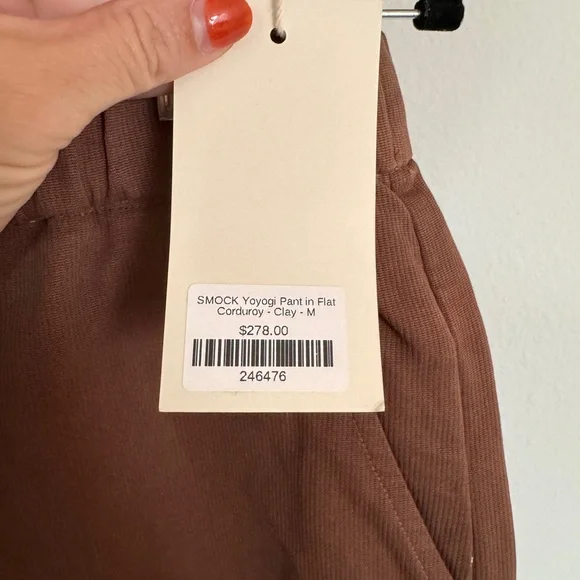 SMOCK Yoyogi Pant in Flat
Corduroy - Clay - M
$278.00
246476